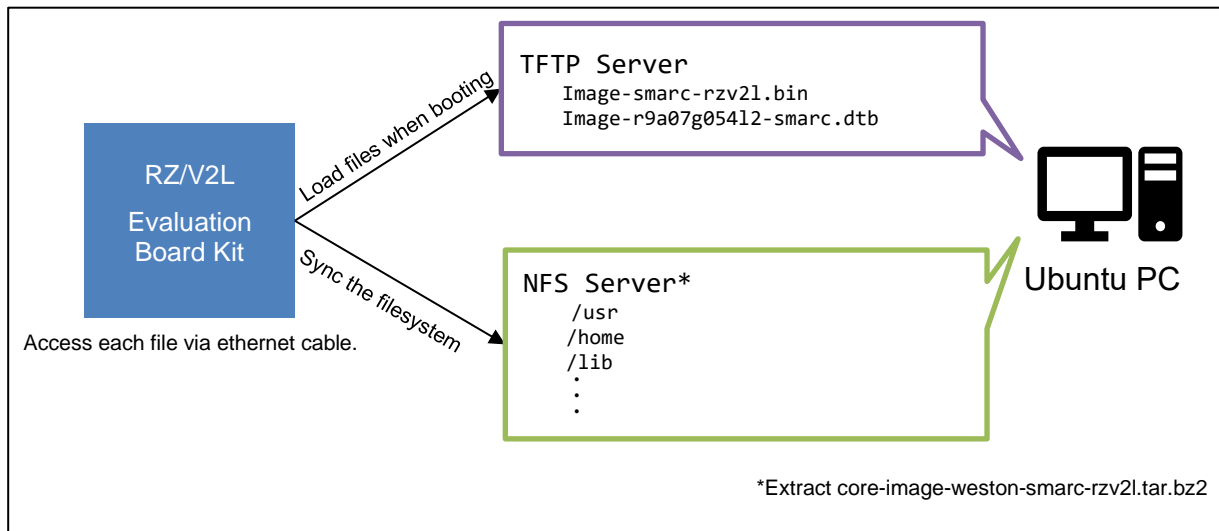 RZ/V2L
Evaluation
Board Kit
Access each file via ethernet cable.
Load files when booting
Sync the filesystem
TFTP Server
Image-smarc-rzv2l.bin
Image-r9a07g054l2-smarc.dtb
NFS Server*
/usr
/home
/lib
.
.
.
Ubuntu PC
*Extract core-image-weston-smarc-rzv2l.tar.bz2